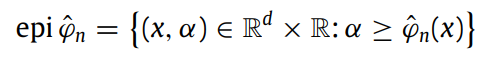 epi φ̂ₙ = {(x, α) ∈ ℝᵈ × ℝ: α ≥ φ̂ₙ(x)}